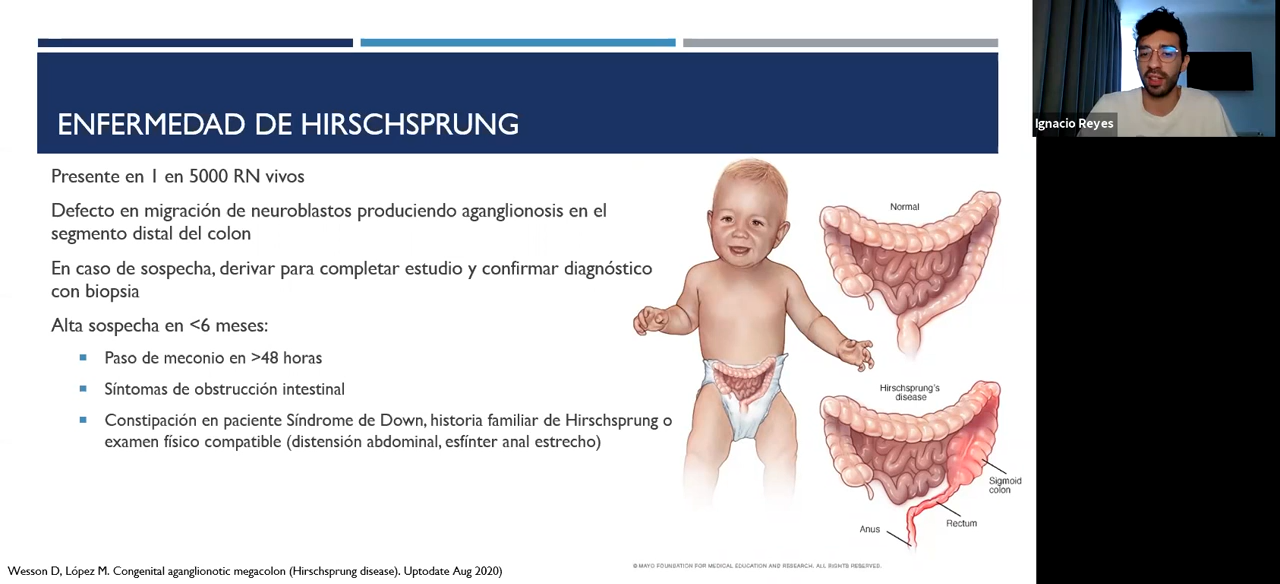 ENFERMEDAD DE HIRSCHSPRUNG
Presente en 1 en 5000 RN vivos
Defecto en migración de neuroblastos produciendo aganglionosis en el
segmento distal del colon
En caso de sospecha, derivar para completar estudio y confirmar diagnóstico
con biopsia
Alta sospecha en <6 meses:
Paso de meconio en >48 horas
Síntomas de obstrucción intestinal
Constipación en paciente Síndrome de Down, historia familiar de Hirschsprung o
examen físico compatible (distensión abdominal, esfínter anal estrecho)
Normal
Hirschsprung's
disease
Sigmoid
colon
Rectum
Anus
© MAYO FOUNDATION FOR MEDICAL EDUCATION AND RESEARCH. ALL RIGHTS RESERVED.
Wesson D, López M. Congenital aganglionotic megacolon (Hirschsprung disease). Uptodate Aug 2020)
Ignacio Reyes